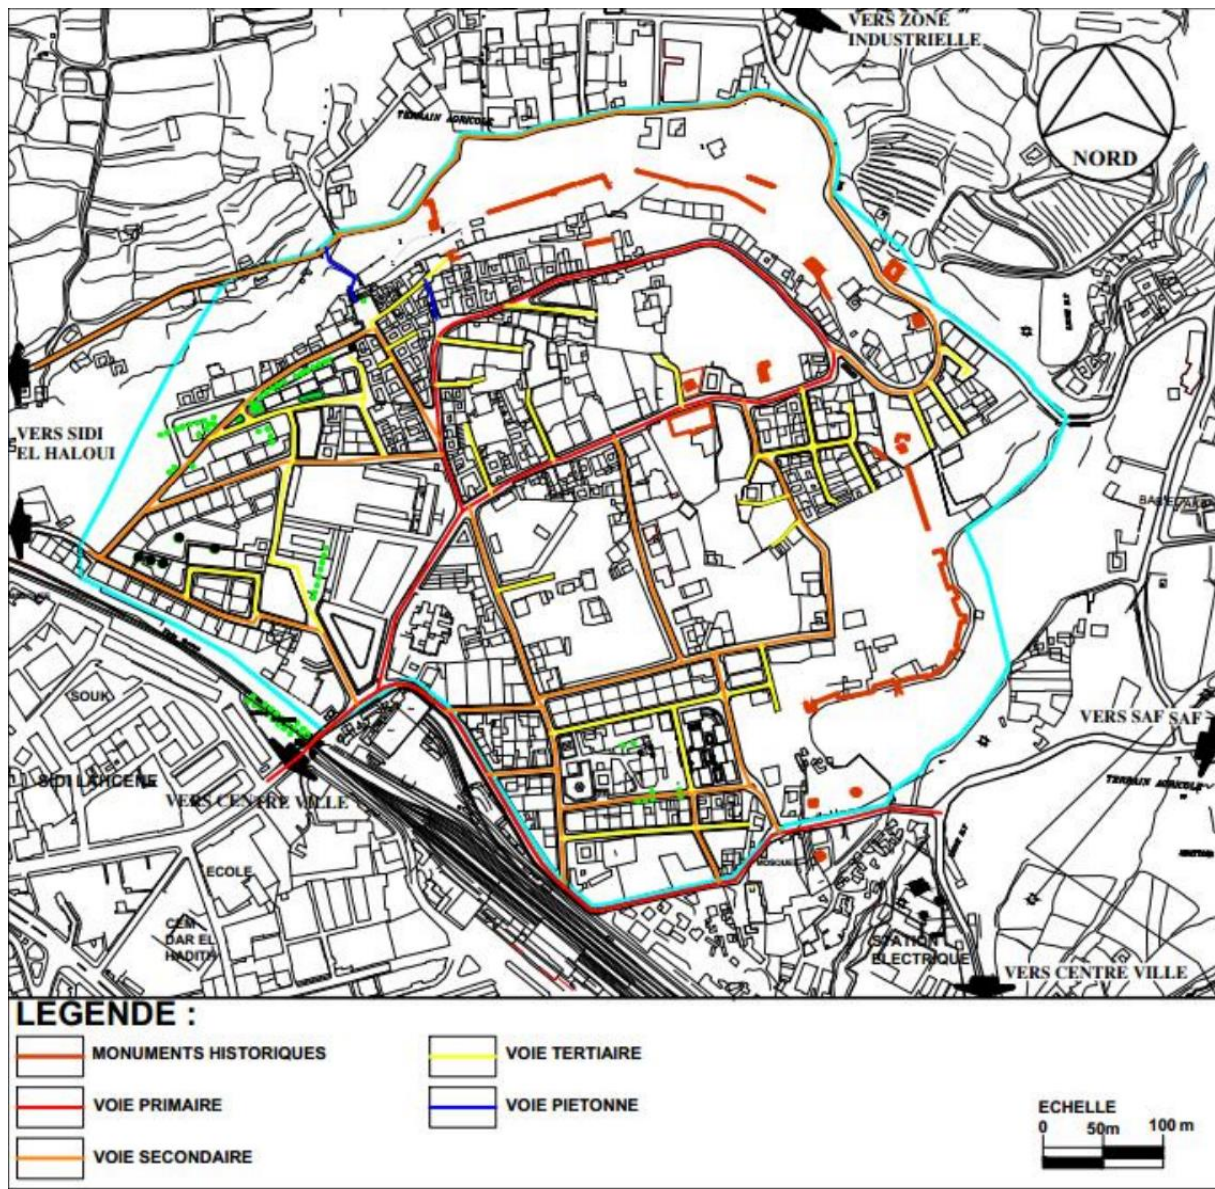 VERS ZONE
INDUSTRIELLE
TERRAIN AGRICOLE
NORD
VERS SIDI
EL HALOUI
SOUK
SIDI LAHCENE
VERS CENTRE VILLE
ECOLE
CEM
DAR EL
HADITH
VERS SAF SAF
TERRAIN AGRICOLE
MOSQUEE
STATION
ELECTRIQUE
VERS CENTRE VILLE
LEGENDE :
MONUMENTS HISTORIQUES
VOIE PRIMAIRE
VOIE SECONDAIRE
VOIE TERTIAIRE
VOIE PIETONNE
ECHELLE
0 50m 100 m